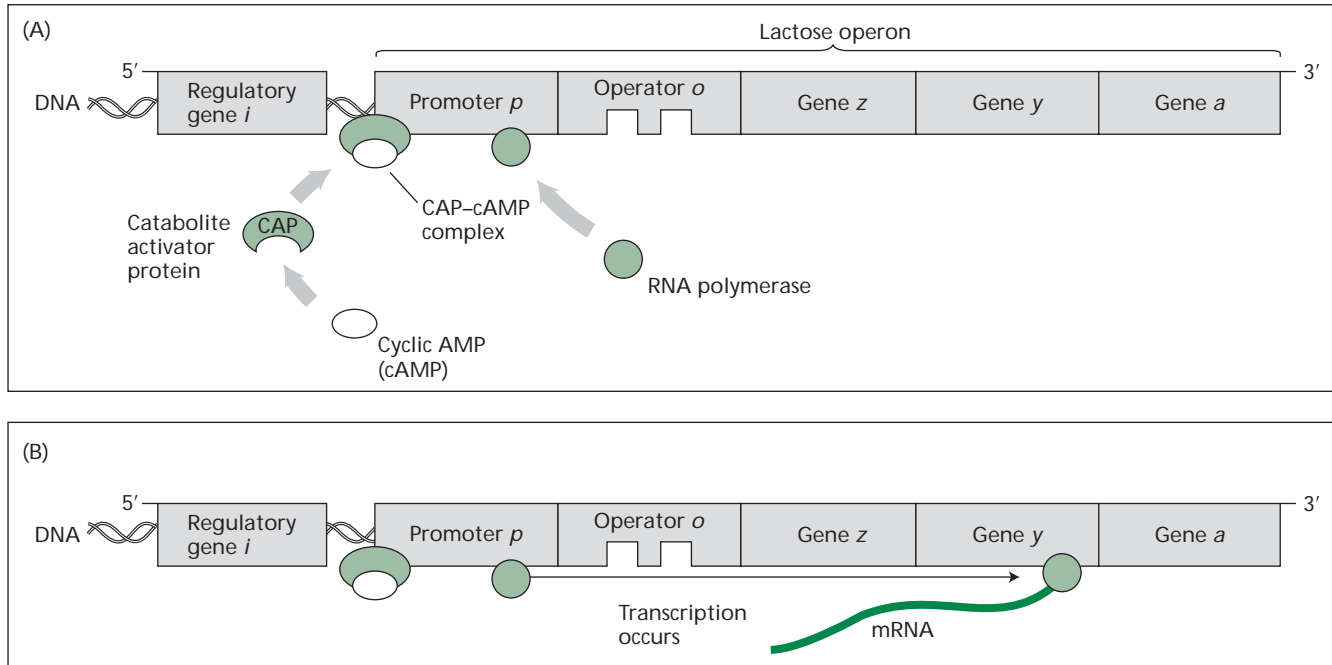 (A)
Lactose operon
5′
3′
DNA
Regulatory
gene i
Promoter p
Operator o
Gene z
Gene y
Gene a
CAP–cAMP
complex
Catabolite
activator
protein
CAP
RNA polymerase
Cyclic AMP
(cAMP)
(B)
5′
3′
DNA
Regulatory
gene i
Promoter p
Operator o
Gene z
Gene y
Gene a
Transcription
occurs
mRNA